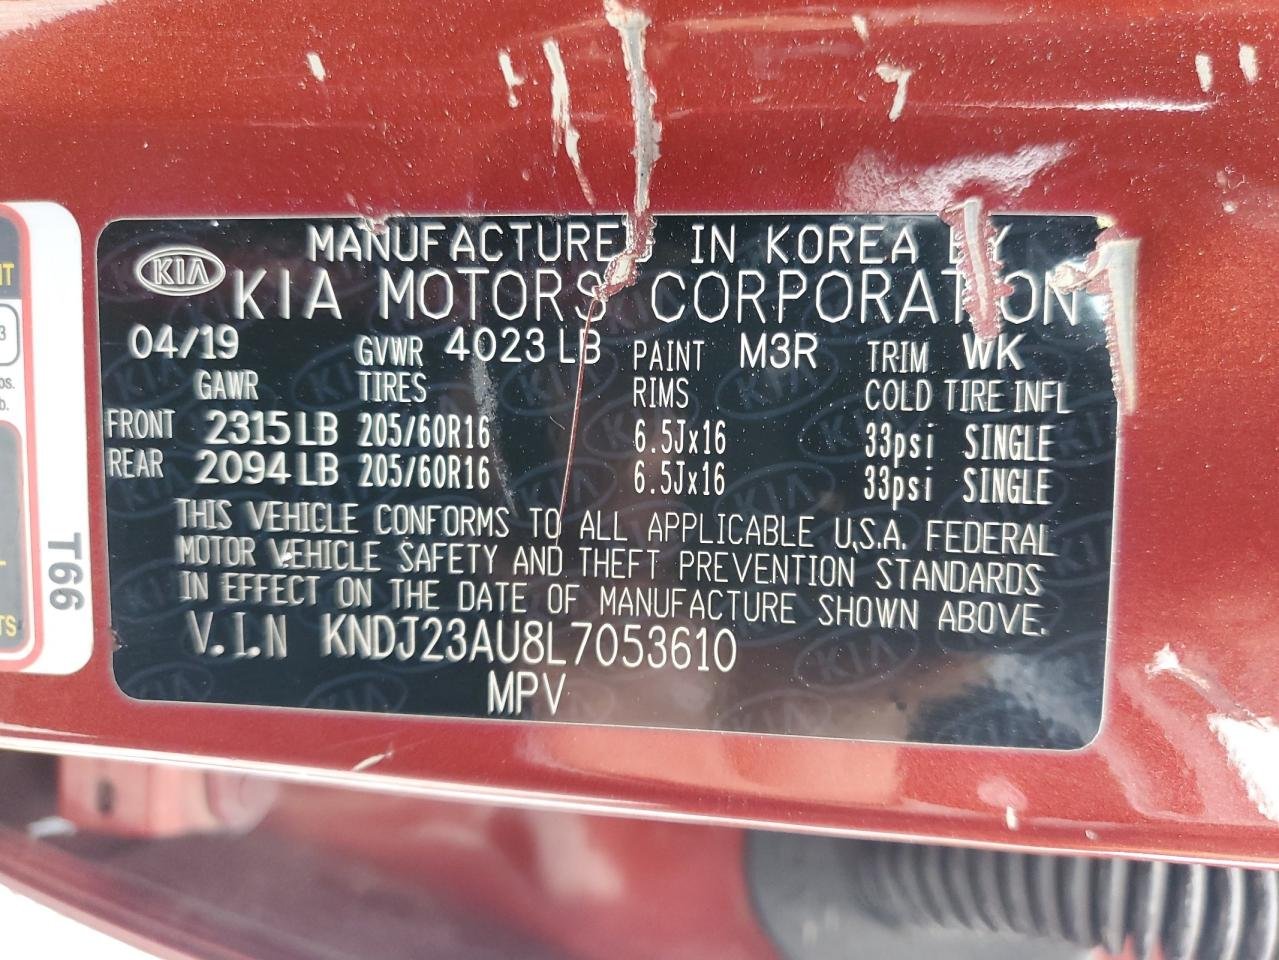 MANUFACTURED IN KOREA BY
KIA
KIA MOTORS CORPORATION
04/19 GVWR 4023 LB PAINT M3R TRIM WK
GAWR TIRES RIMS COLD TIRE INFL
FRONT 2315 LB 205/60R16 6.5Jx16 33psi SINGLE
REAR 2094 LB 205/60R16 6.5Jx16 33psi SINGLE
THIS VEHICLE CONFORMS TO ALL APPLICABLE U.S.A. FEDERAL
MOTOR VEHICLE SAFETY AND THEFT PREVENTION STANDARDS
IN EFFECT ON THE DATE OF MANUFACTURE SHOWN ABOVE.
V.I.N KNDJ23AU8L7053610
MPV
T66